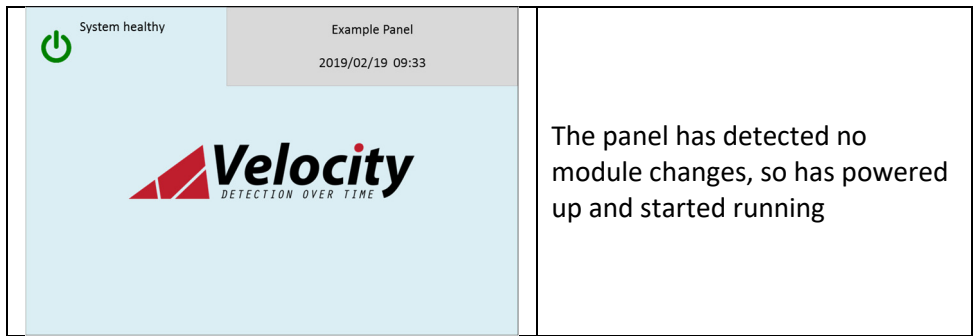 System healthy
Example Panel
2019/02/19 09:33
Velocity
DETECTION OVER TIME
The panel has detected no
module changes, so has powered
up and started running